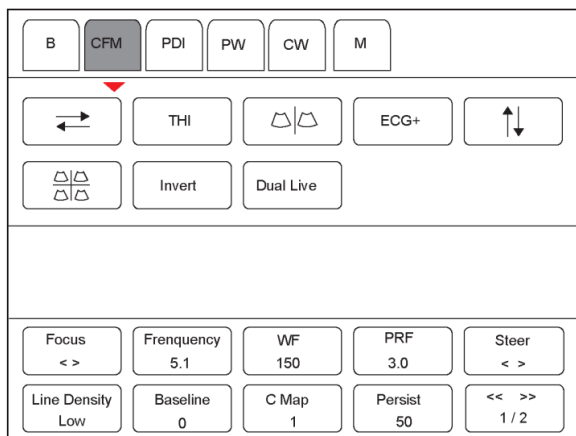 B CFM PDI PW CW M
THI ECG+
Invert Dual Live
Focus Frenquency WF PRF Steer
< > 5.1 150 3.0 < >
Line Density Baseline C Map Persist << >>
Low 0 1 50 1 / 2